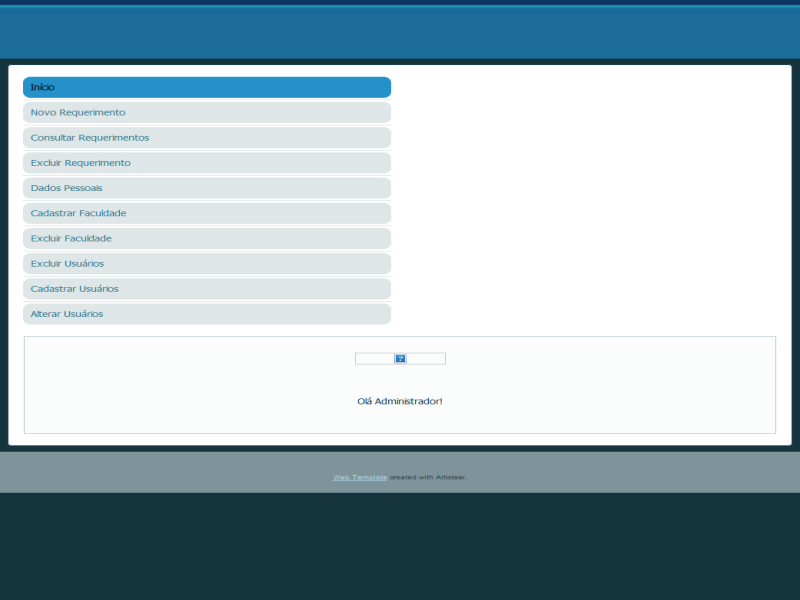 Início
Novo Requerimento
Consultar Requerimentos
Excluir Requerimento
Dados Pessoais
Cadastrar Faculdade
Excluir Faculdade
Excluir Usuários
Cadastrar Usuários
Alterar Usuários
?
Olá Administrador!
Web Template created with Artisteer.